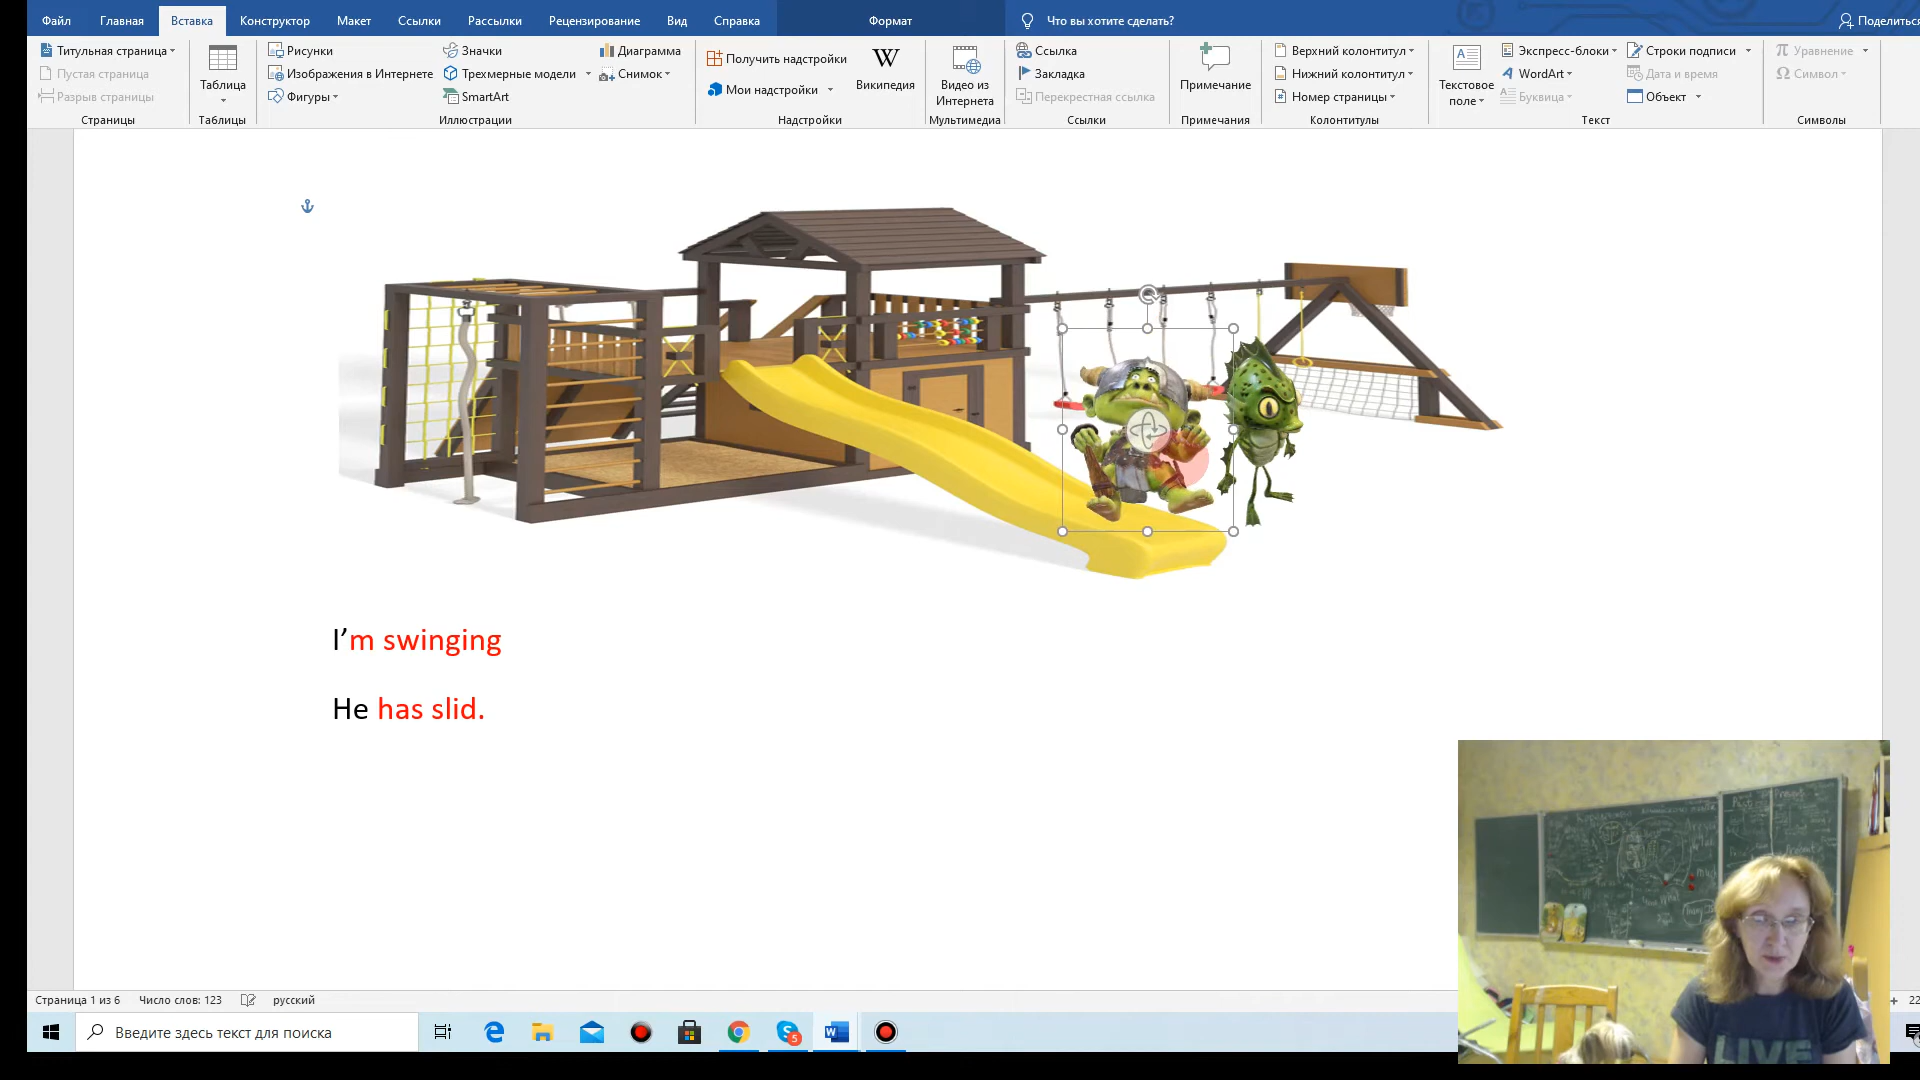 Файл Главная Вставка Конструктор Макет Ссылки Рассылки Рецензирование Вид Справка Формат Что вы хотите сделать?
Титульная страница
Пустая страница
Разрыв страницы
Страницы
Таблица
Таблицы
Рисунки
Изображения в Интернете
Фигуры
Значки
Трехмерные модели
SmartArt
Диаграмма
Снимок
Иллюстрации
Получить надстройки
Мои надстройки
W
Википедия
Надстройки
Видео из
Интернета
Мультимедиа
Ссылка
Закладка
Перекрестная ссылка
Ссылки
Примечание
Примечания
Верхний колонтитул
Нижний колонтитул
Номер страницы
Колонтитулы
Текстовое
поле
Экспресс-блоки
WordArt
Буквица
Строки подписи
Дата и время
Объект
Текст
Уравнение
Символ
Символы
I’m swinging
He has slid.
Страница 1 из 6 Число слов: 123 русский
Введите здесь текст для поиска
5
LIVE